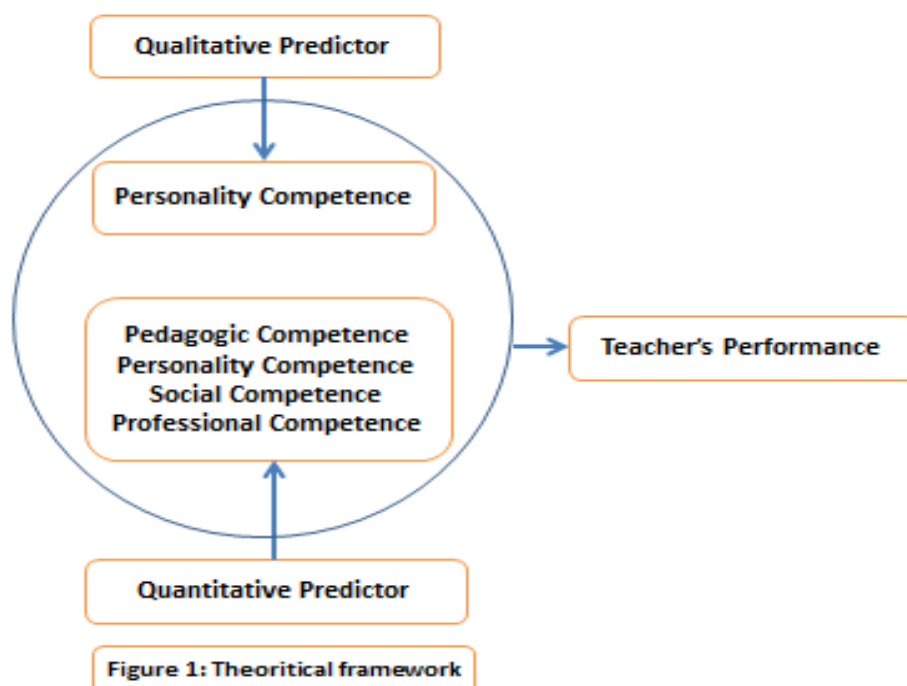 Qualitative Predictor
Personality Competence
Pedagogic Competence
Personality Competence
Social Competence
Professional Competence
Teacher's Performance
Quantitative Predictor
Figure 1: Theoritical framework